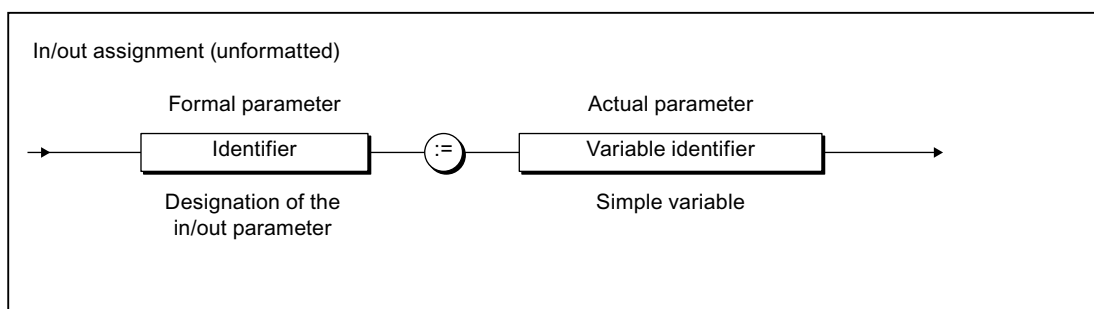 In/out assignment (unformatted)
Formal parameter
Actual parameter
Identifier
:=
Variable identifier
Designation of the
in/out parameter
Simple variable